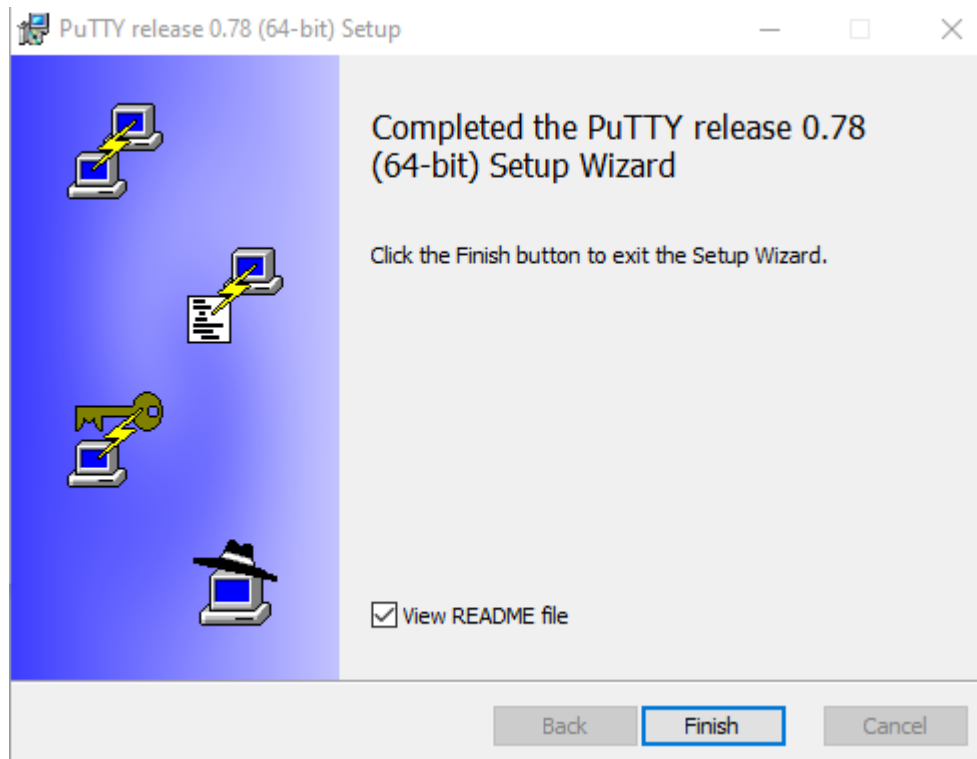 PuTTY release 0.78 (64-bit) Setup
Completed the PuTTY release 0.78
(64-bit) Setup Wizard
Click the Finish button to exit the Setup Wizard.
View README file
Back
Finish
Cancel